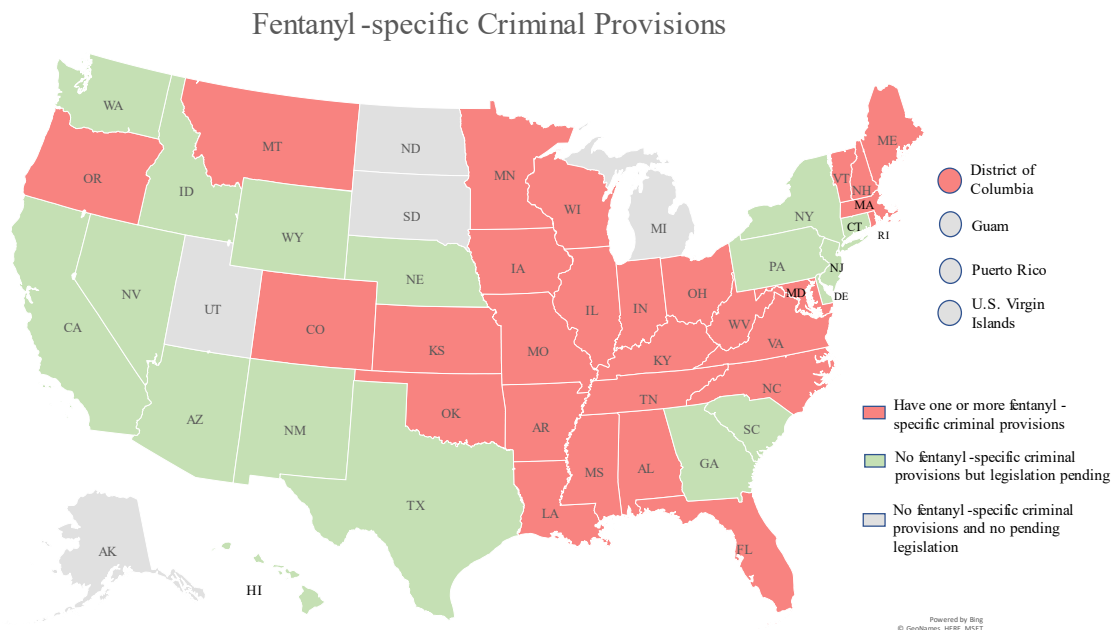 Fentanyl-specific Criminal Provisions
WA
MT
ND
MN
ME
OR
ID
SD
WI
MI
VT
NH
MA
NY
CT
RI
WY
NE
IA
PA
NJ
NV
UT
CO
IL
IN
OH
MD
DE
CA
KS
MO
KY
WV
VA
AZ
NM
OK
AR
TN
NC
SC
MS
AL
GA
TX
LA
FL
AK
HI
District of
Columbia
Guam
Puerto Rico
U.S. Virgin
Islands
Have one or more fentanyl-
specific criminal provisions
No fentanyl-specific criminal
provisions but legislation pending
No fentanyl-specific criminal
provisions and no pending
legislation
Powered by Bing
© GeoNames, HERE, MSFT